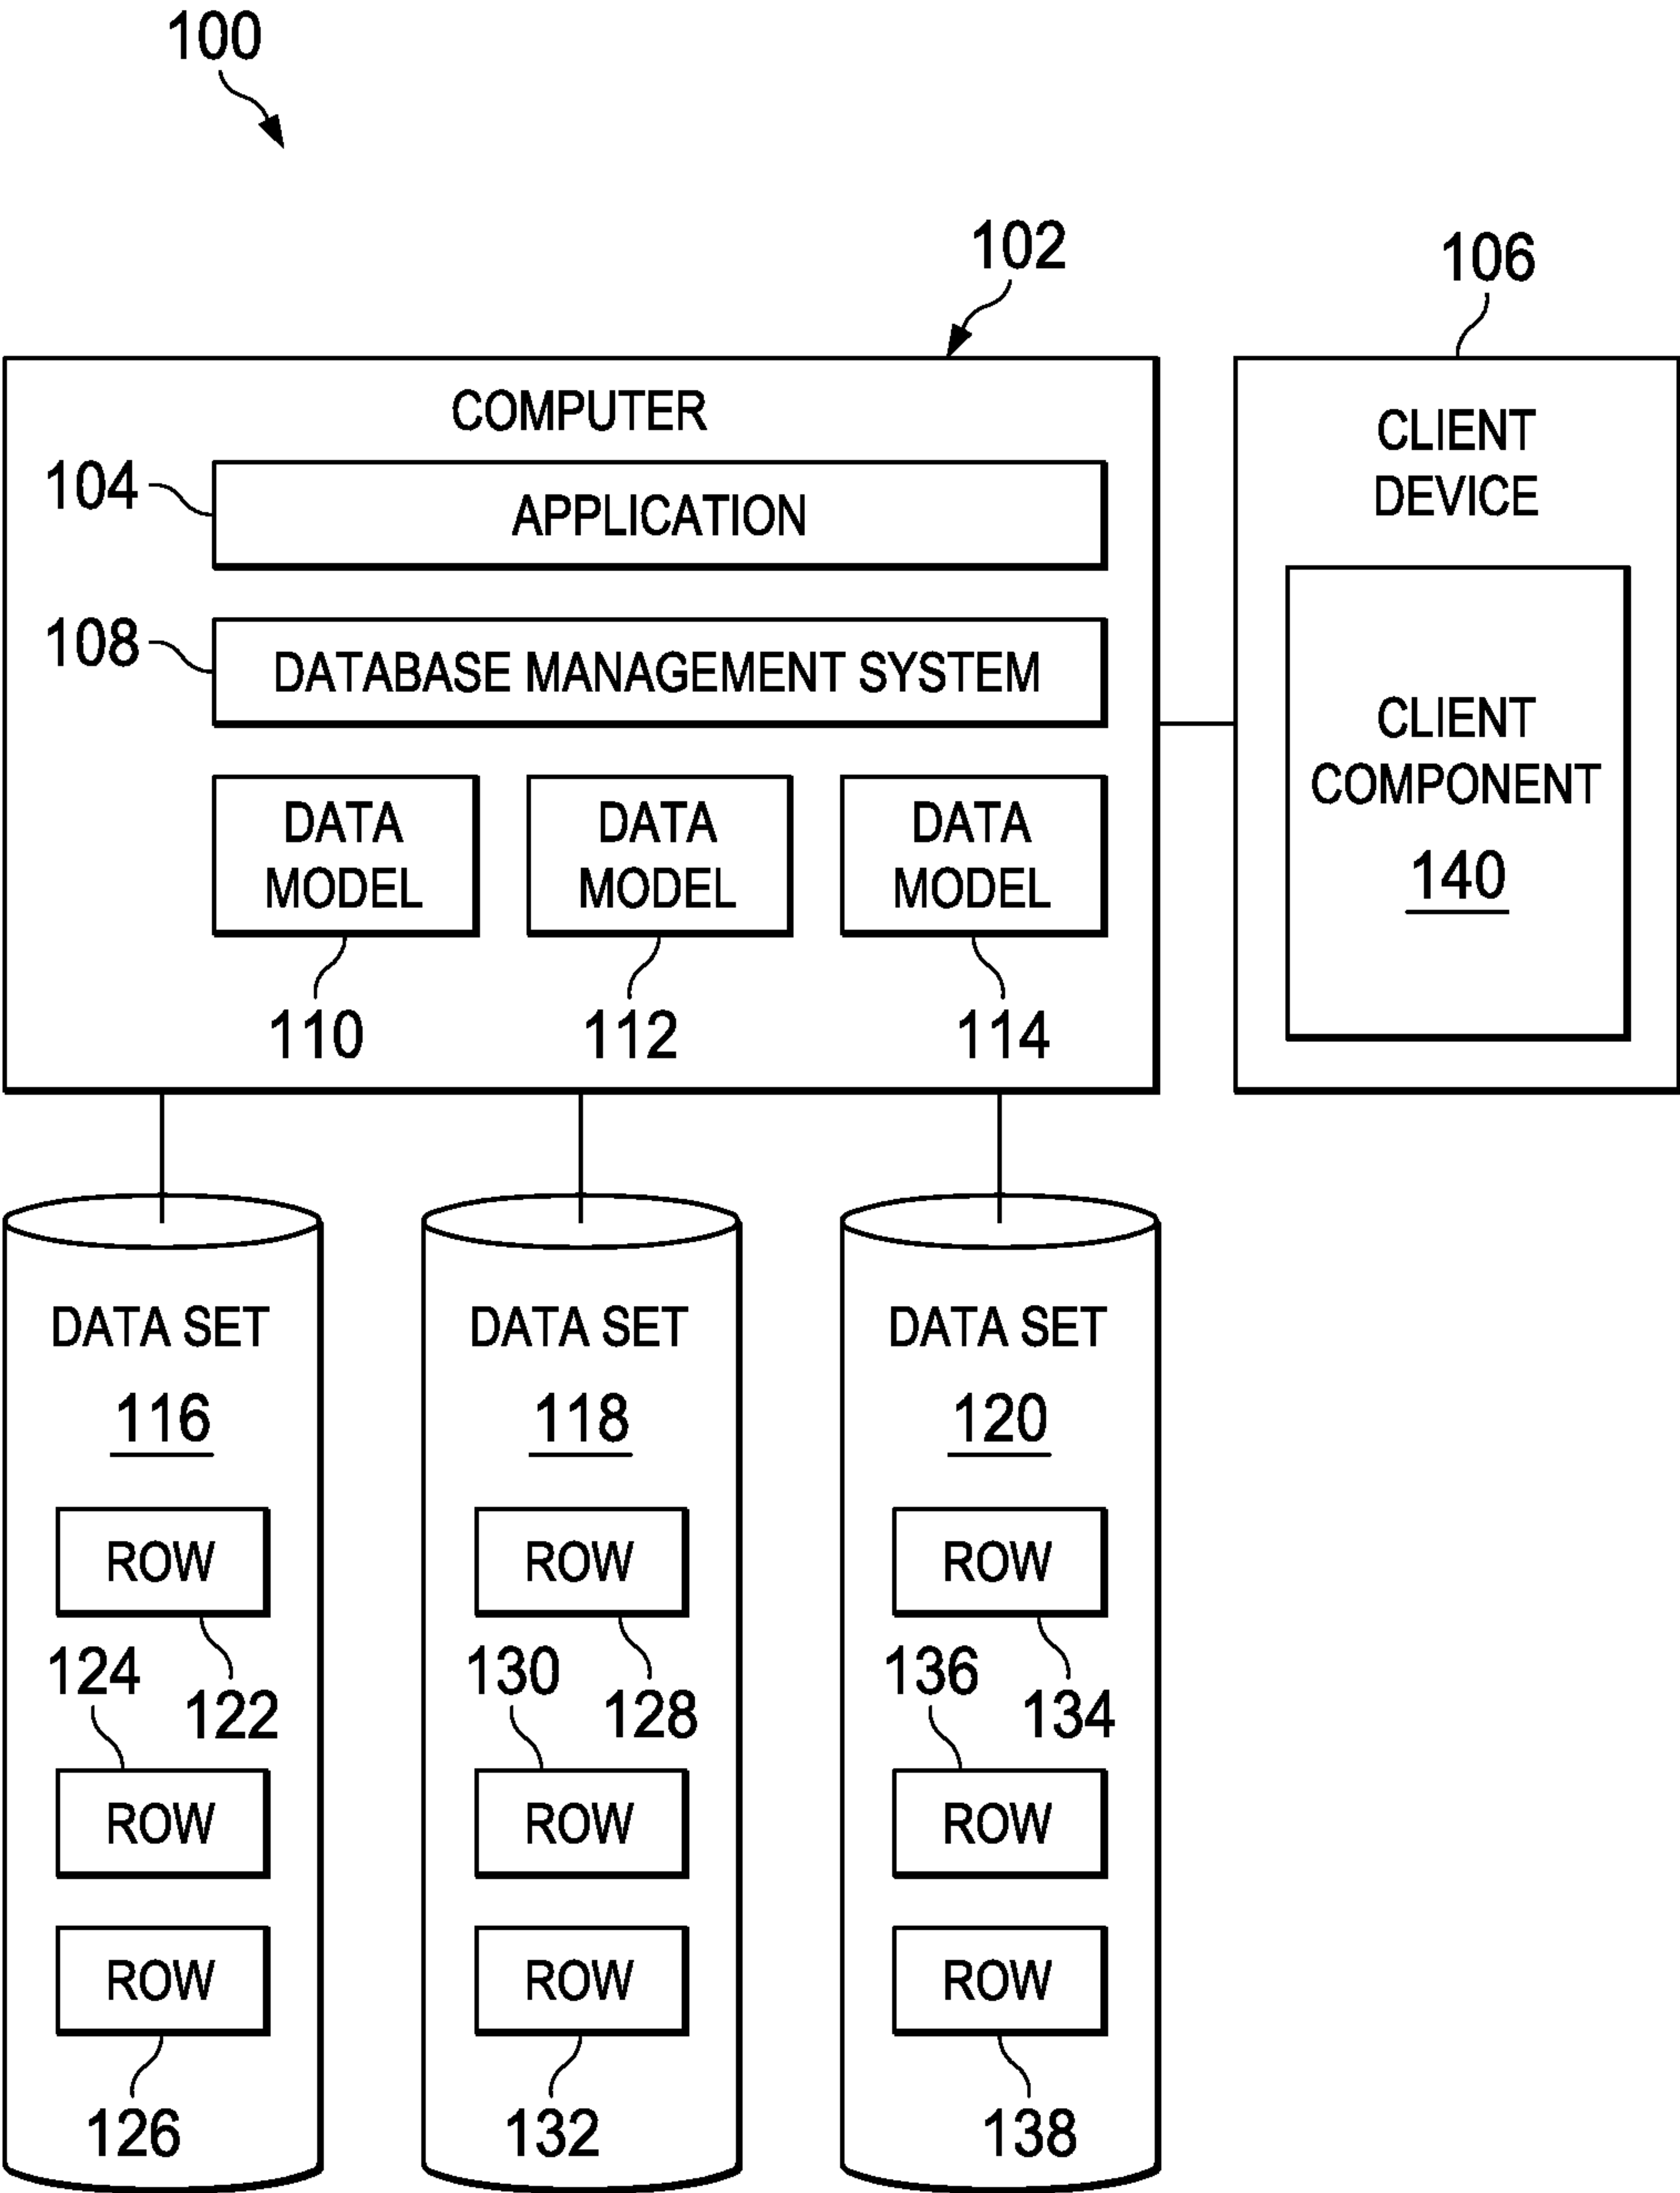 100
102
106
COMPUTER
CLIENT
DEVICE
104
APPLICATION
108
DATABASE MANAGEMENT SYSTEM
CLIENT
COMPONENT
140
DATA
MODEL
DATA
MODEL
DATA
MODEL
110
112
114
DATA SET
116
DATA SET
118
DATA SET
120
ROW
ROW
ROW
124
122
130
128
136
134
ROW
ROW
ROW
ROW
ROW
ROW
126
132
138